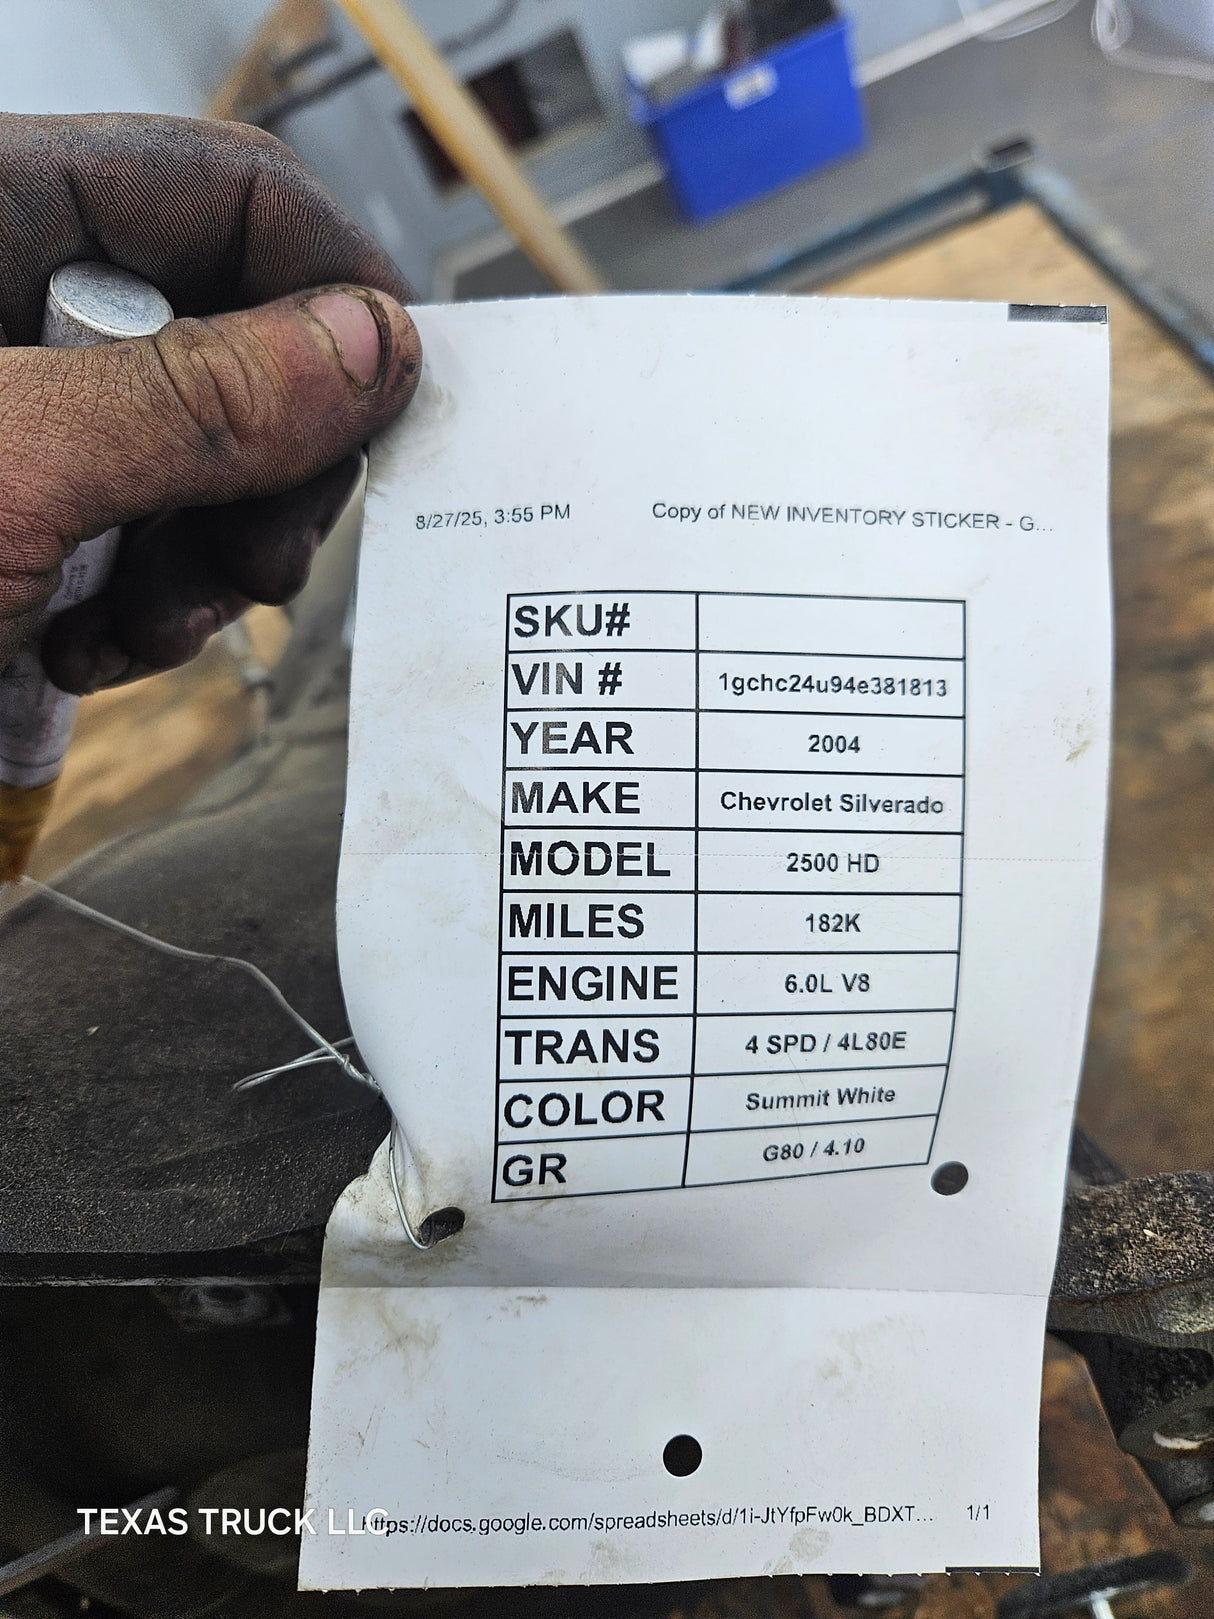 8/27/25, 3:55 PM Copy of NEW INVENTORY STICKER - G...
SKU#
VIN # 1gchc24u94e381813
YEAR 2004
MAKE Chevrolet Silverado
MODEL 2500 HD
MILES 182K
ENGINE 6.0L V8
TRANS 4 SPD / 4L80E
COLOR Summit White
GR G80 / 4.10
TEXAS TRUCK LLC
https://docs.google.com/spreadsheets/d/1i-JtYfpFw0k_BDXT... 1/1